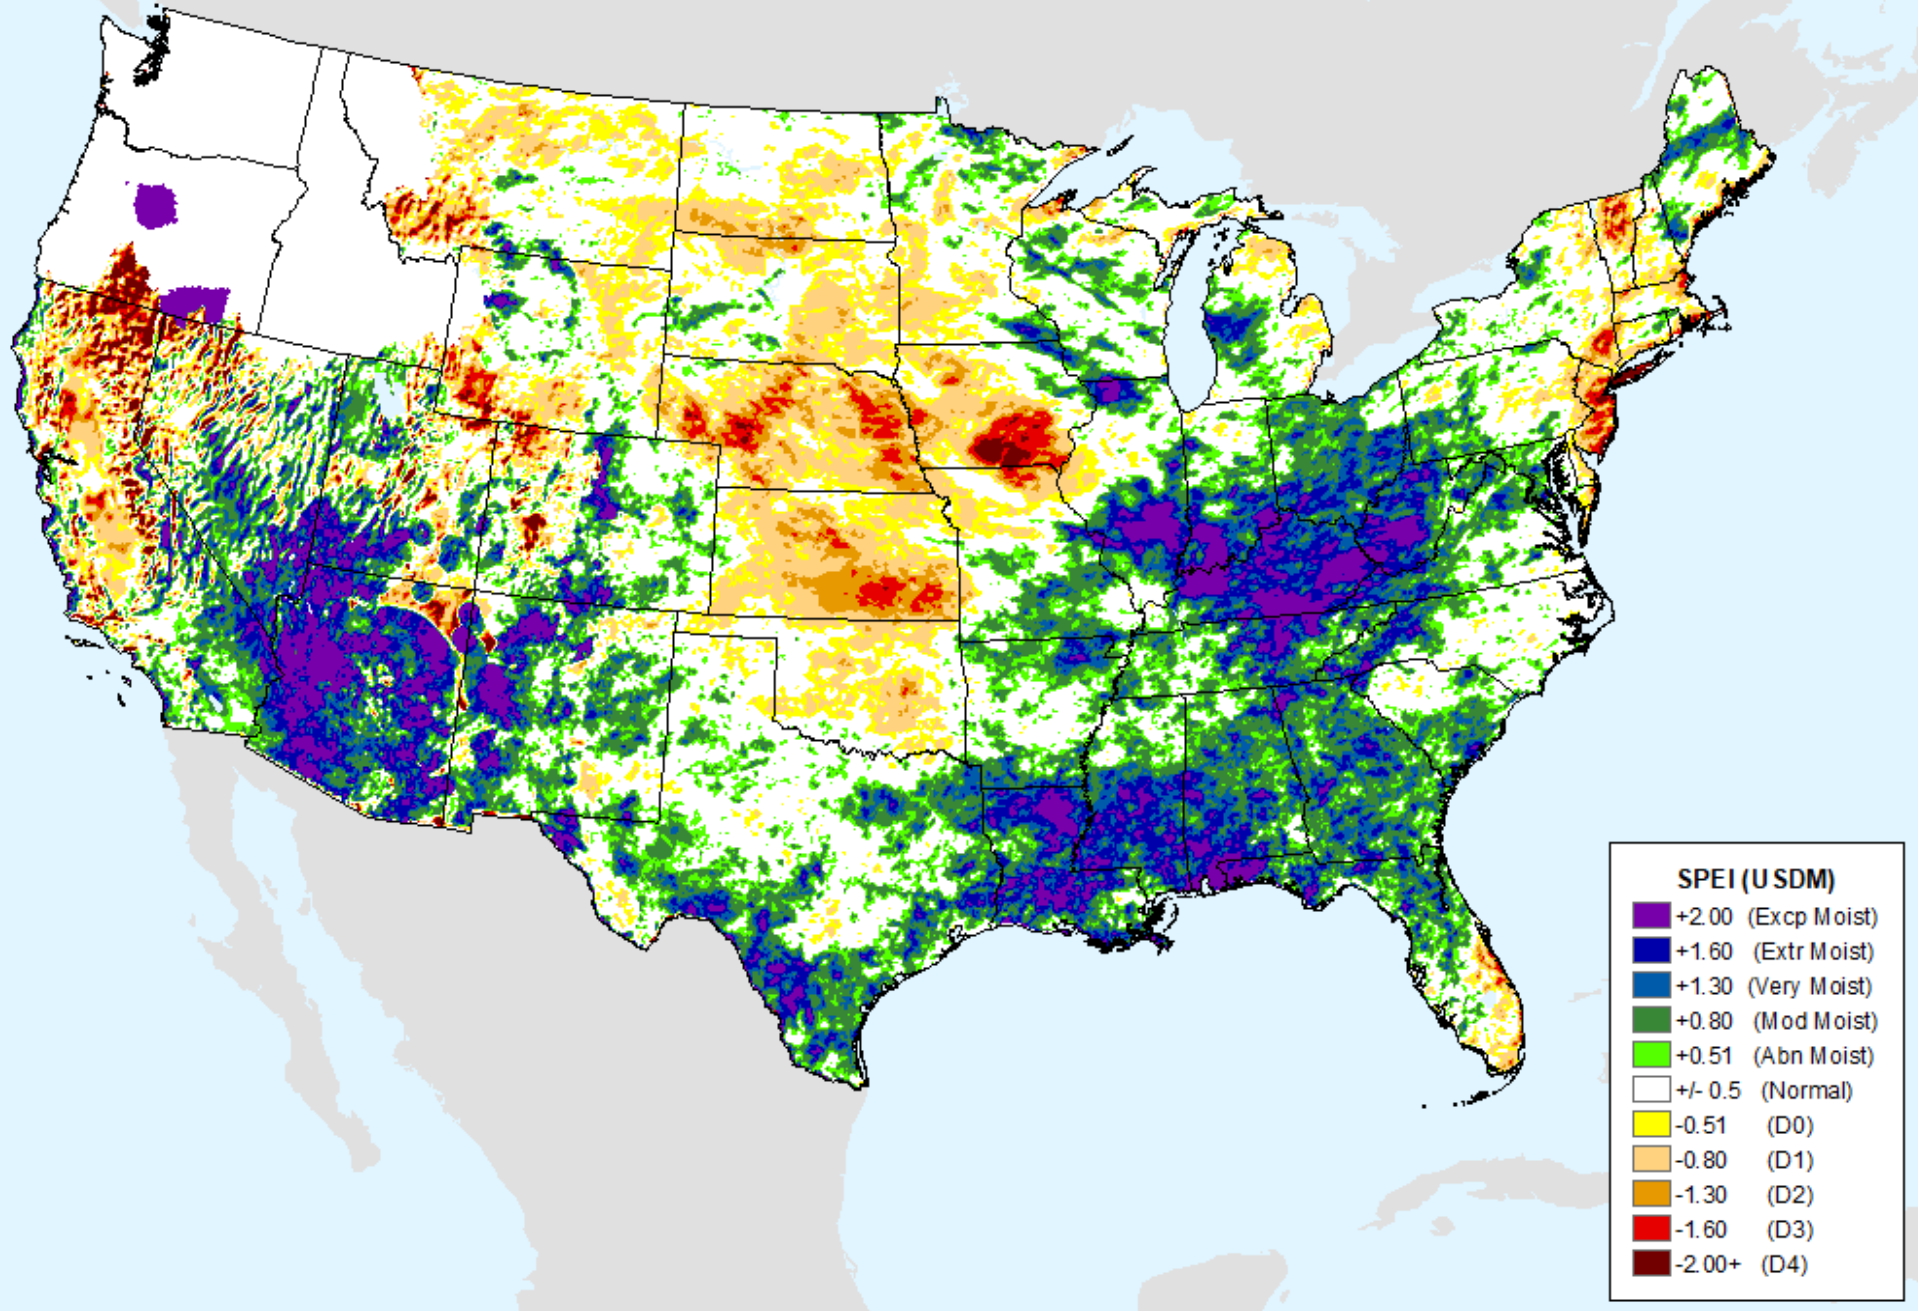 SPEI (USDM)
+2.00 (Excp Moist)
+1.60 (Extr Moist)
+1.30 (Very Moist)
+0.80 (Mod Moist)
+0.51 (Abn Moist)
+/- 0.5 (Normal)
-0.51 (D0)
-0.80 (D1)
-1.30 (D2)
-1.60 (D3)
-2.00+ (D4)